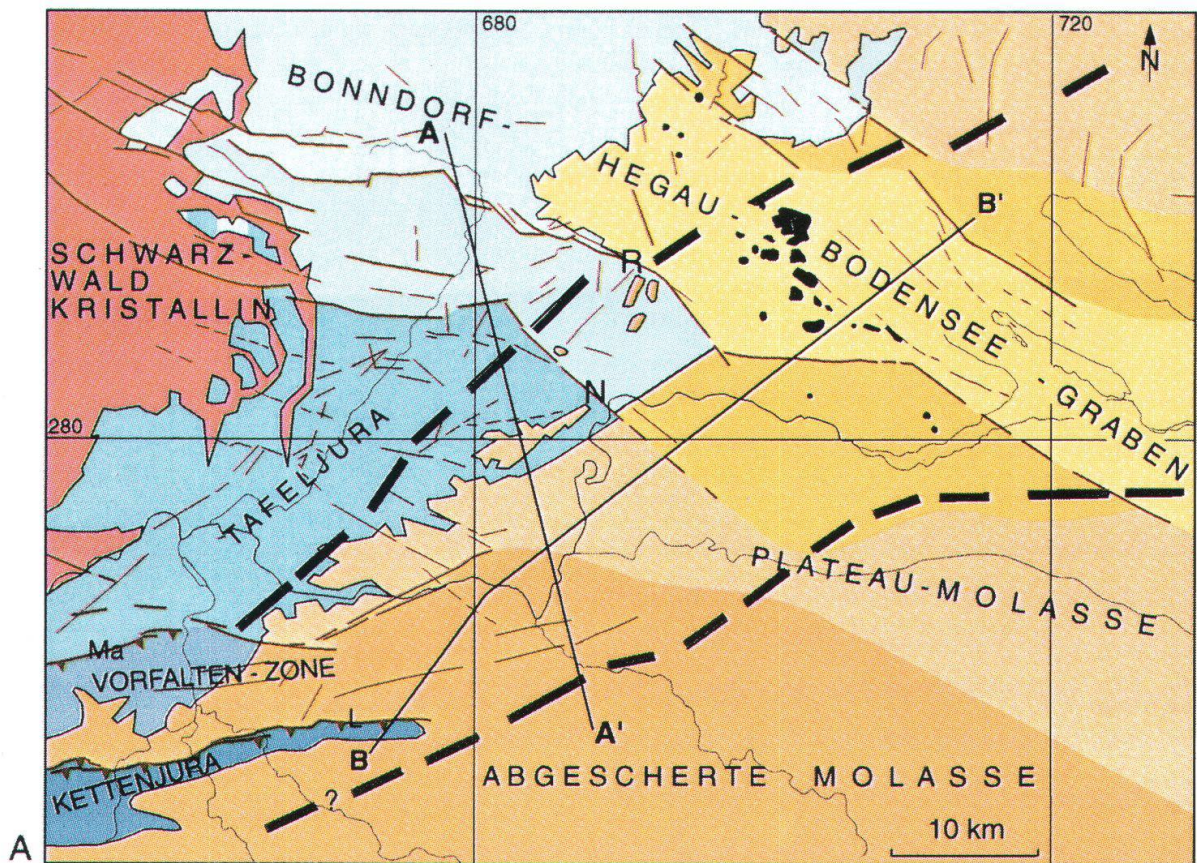 680
720
N
BONNDORF-
A
HEGAU-
B'
SCHWARZ-
WALD
KRISTALLIN
R
BODENSEE
-GRABEN
N
280
TAFELJURA
PLATEAU-MOLASSE
Ma
VORFALTEN-ZONE
L
B
A'
KETTENJURA
?
ABGESCHERTE MOLASSE
10 km
A